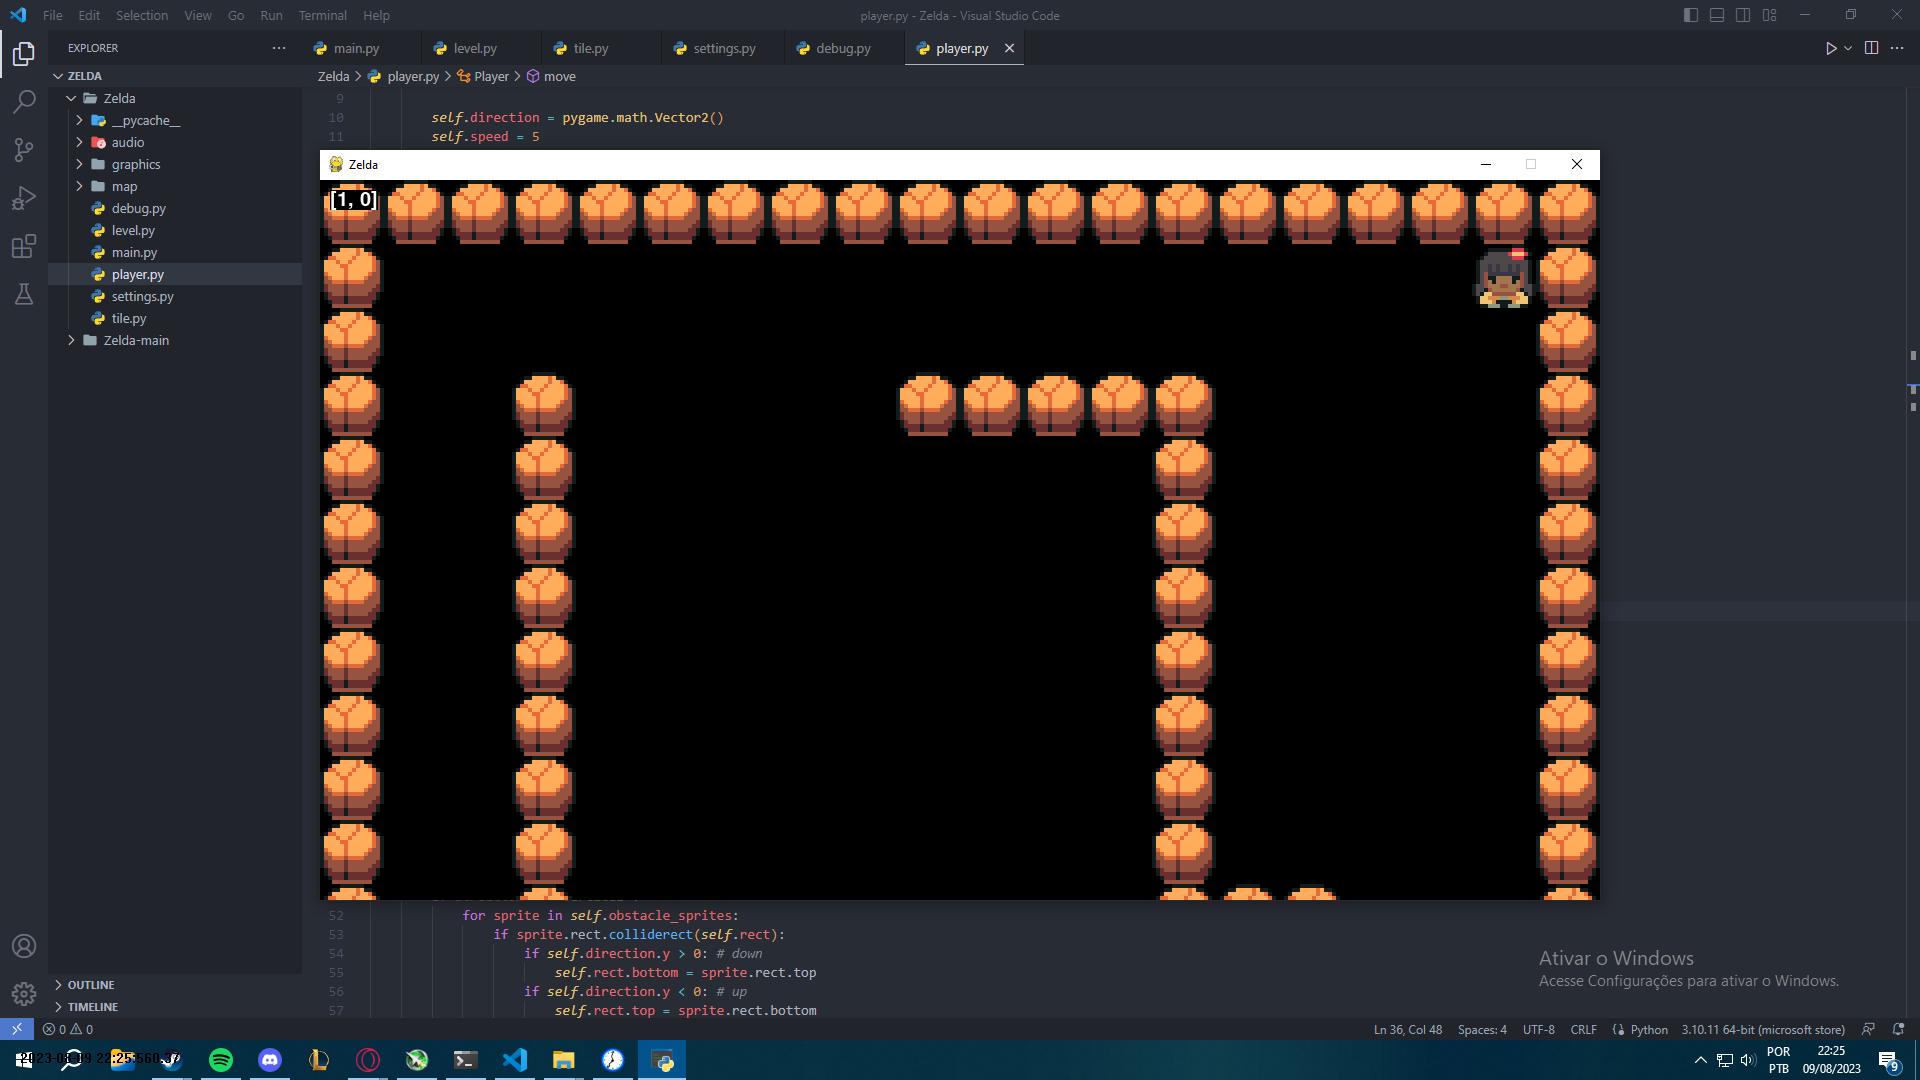 File Edit Selection View Go Run Terminal Help
player.py - Zelda - Visual Studio Code
EXPLORER
main.py level.py tile.py settings.py debug.py player.py
ZELDA
Zelda > player.py > Player > move
Zelda
__pycache__
audio
graphics
map
debug.py
level.py
main.py
player.py
settings.py
tile.py
Zelda-main
9
10 self.direction = pygame.math.Vector2()
11 self.speed = 5
Zelda
[1, 0]
52 for sprite in self.obstacle_sprites:
53 if sprite.rect.colliderect(self.rect):
54 if self.direction.y > 0: # down
55 self.rect.bottom = sprite.rect.top
56 if self.direction.y < 0: # up
57 self.rect.top = sprite.rect.bottom
Ativar o Windows
Acesse Configurações para ativar o Windows.
OUTLINE
TIMELINE
0 0
Ln 36, Col 48 Spaces: 4 UTF-8 CRLF Python 3.10.11 64-bit (microsoft store)
POR
PTB
22:25
09/08/2023
9